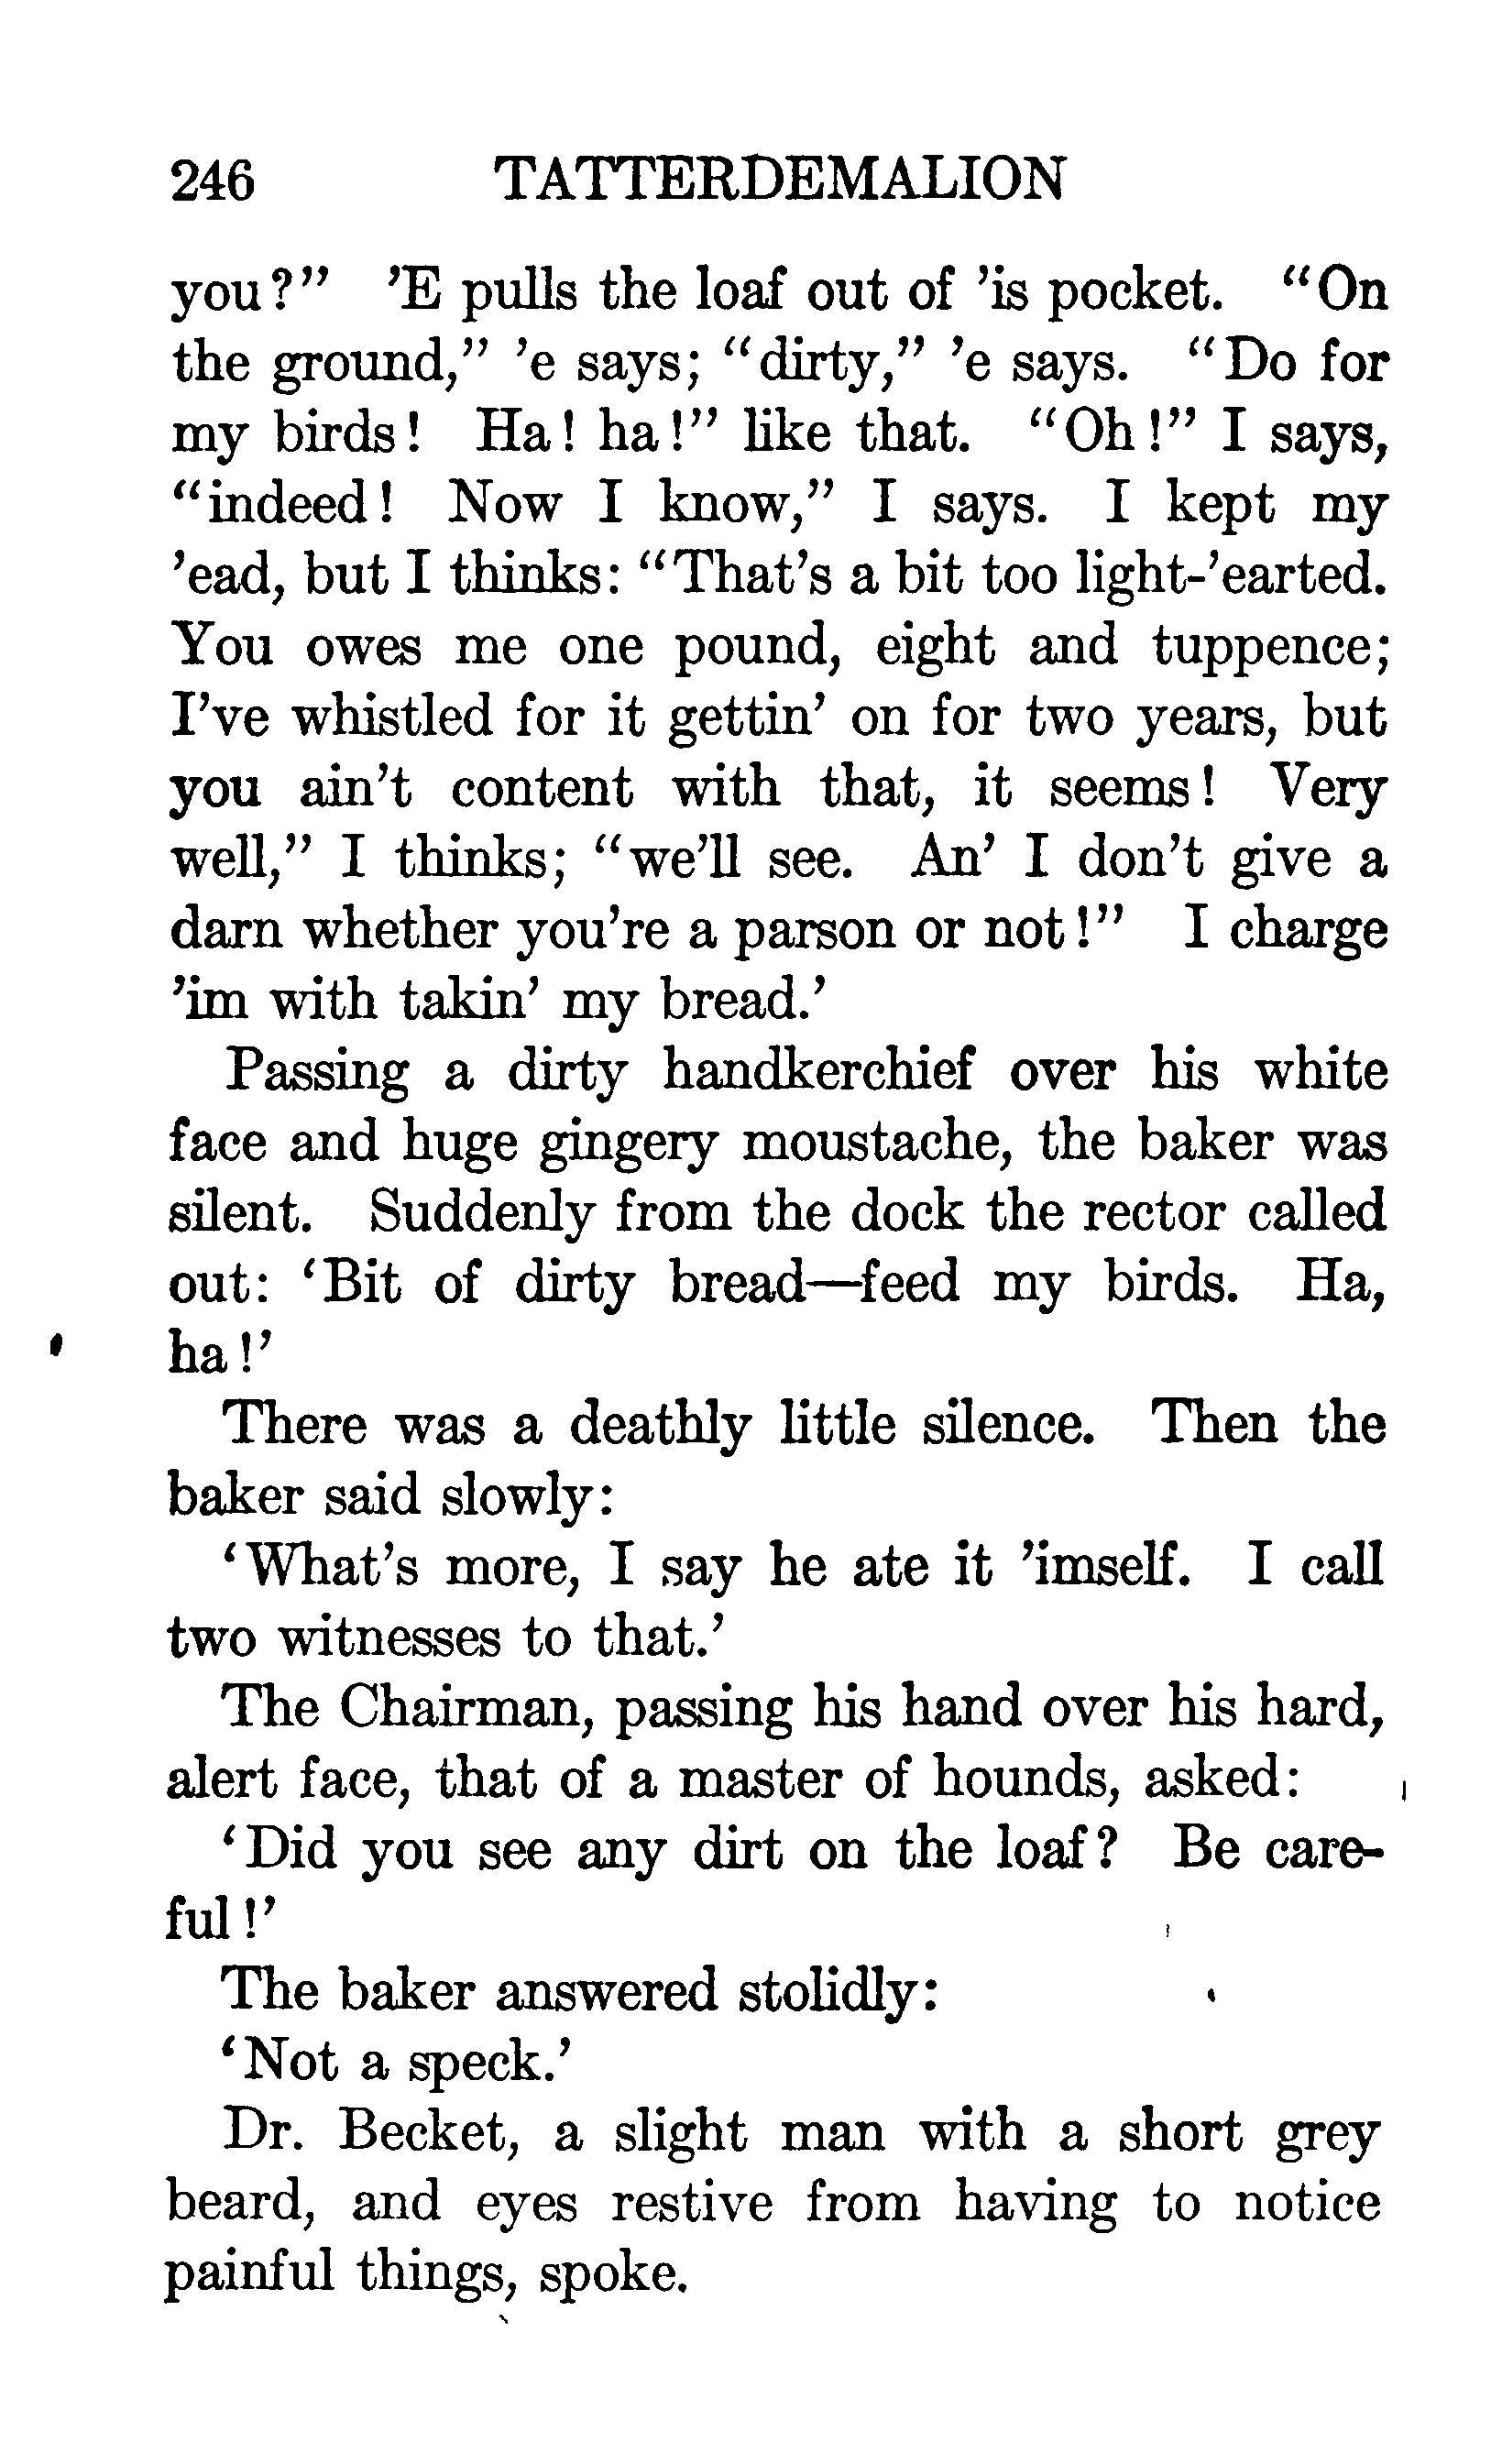 246 TATTERDEMALION
you?” ’E pulls the loaf out of ’is pocket. “On
the ground,” ’e says; “dirty,” ’e says. “Do for
my birds! Ha! ha!” like that. “Oh!” I says,
“indeed! Now I know,” I says. I kept my
’ead, but I thinks: “That’s a bit too light-’earted.
You owes me one pound, eight and tuppence;
I’ve whistled for it gettin’ on for two years, but
you ain’t content with that, it seems! Very
well,” I thinks; “we’ll see. An’ I don’t give a
darn whether you’re a parson or not!” I charge
’im with takin’ my bread.’
Passing a dirty handkerchief over his white
face and huge gingery moustache, the baker was
silent. Suddenly from the dock the rector called
out: ‘Bit of dirty bread—feed my birds. Ha,
ha!’
There was a deathly little silence. Then the
baker said slowly:
‘What’s more, I say he ate it ’imself. I call
two witnesses to that.’
The Chairman, passing his hand over his hard,
alert face, that of a master of hounds, asked:
‘Did you see any dirt on the loaf? Be care-
ful!’
The baker answered stolidly:
‘Not a speck.’
Dr. Becket, a slight man with a short grey
beard, and eyes restive from having to notice
painful things, spoke.